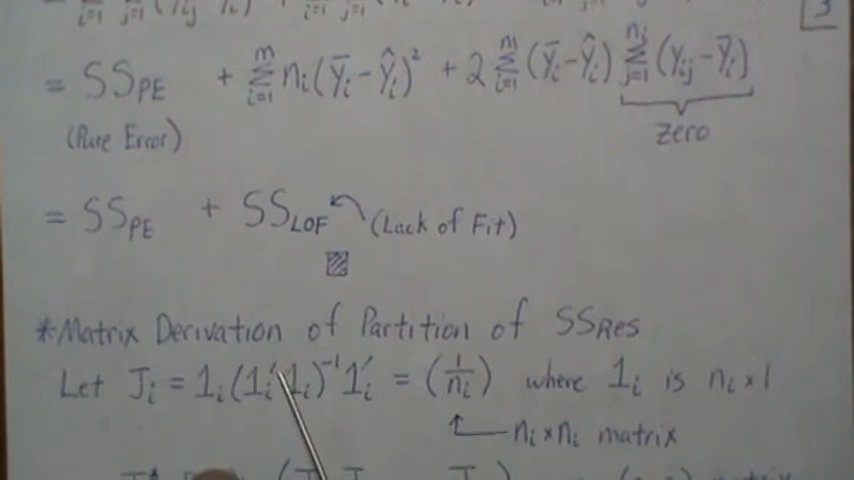 3
= SS_PE + Σ_{i=1}^{m} n_i(ȳ_i - ŷ_i)² + 2 Σ_{i=1}^{m} (ȳ_i - ŷ_i) Σ_{j=1}^{n_i} (y_ij - ȳ_i)
(Pure Error) zero
= SS_PE + SS_LOF (Lack of Fit)
*Matrix Derivation of Partition of SS_Res
Let J_i = 1_i(1_i' 1_i)⁻¹ 1_i' = (1/n_i) where 1_i is n_i x 1
n_i x n_i matrix